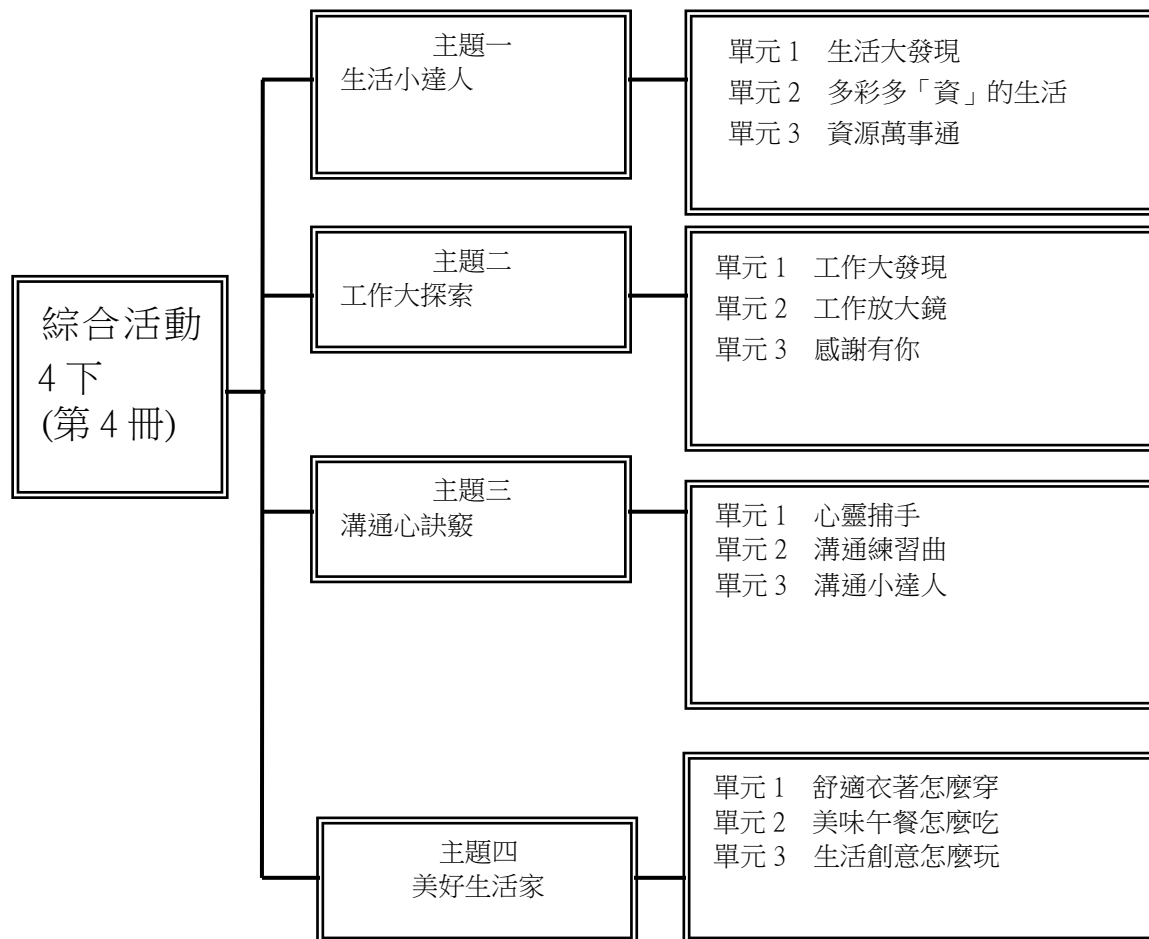 綜合活動
4 下
(第 4 冊)
主題一
生活小達人
單元 1 生活大發現
單元 2 多彩多「資」的生活
單元 3 資源萬事通
主題二
工作大探索
單元 1 工作大發現
單元 2 工作放大鏡
單元 3 感謝有你
主題三
溝通心訣竅
單元 1 心靈捕手
單元 2 溝通練習曲
單元 3 溝通小達人
主題四
美好生活家
單元 1 舒適衣著怎麼穿
單元 2 美味午餐怎麼吃
單元 3 生活創意怎麼玩